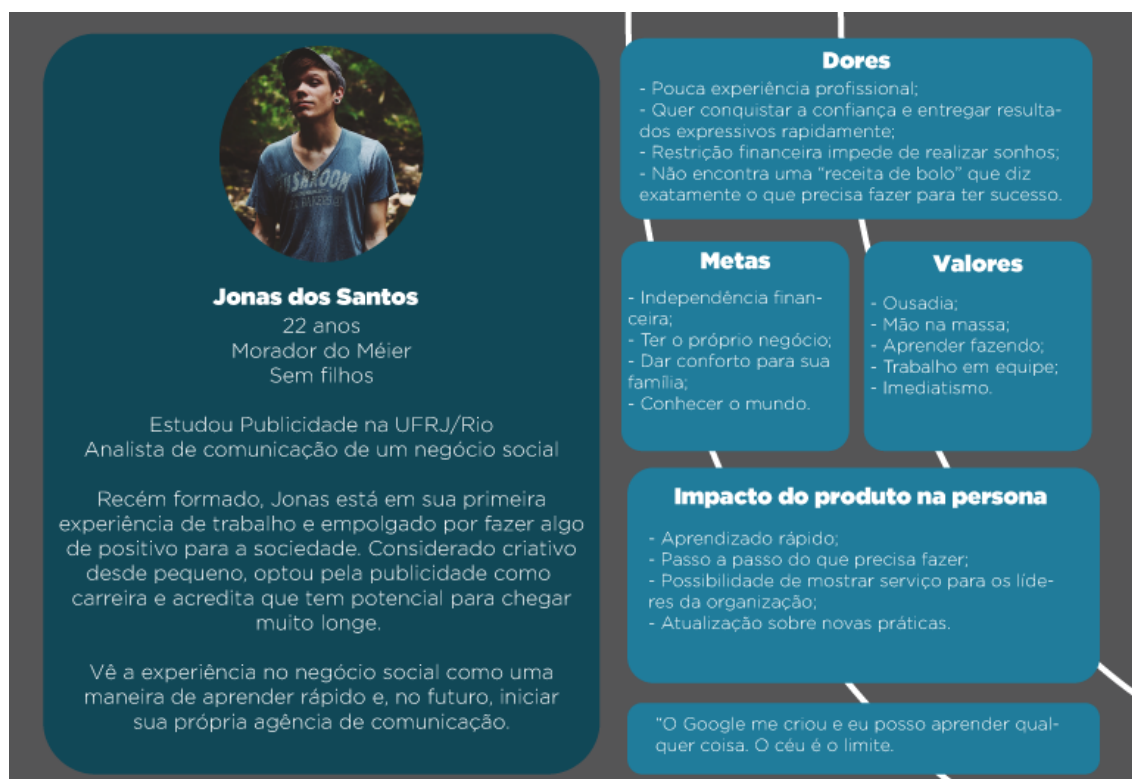 Jonas dos Santos
22 anos
Morador do Méier
Sem filhos
Estudou Publicidade na UFRJ/Rio
Analista de comunicação de um negócio social
Recém formado, Jonas está em sua primeira
experiência de trabalho e empolgado por fazer algo
de positivo para a sociedade. Considerado criativo
desde pequeno, optou pela publicidade como
carreira e acredita que tem potencial para chegar
muito longe.
Vê a experiência no negócio social como uma
maneira de aprender rápido e, no futuro, iniciar
sua própria agência de comunicação.
Dores
- Pouca experiência profissional;
- Quer conquistar a confiança e entregar resulta-
dos expressivos rapidamente;
- Restrição financeira impede de realizar sonhos;
- Não encontra uma “receita de bolo” que diz
exatamente o que precisa fazer para ter sucesso.
Metas
- Independência finan-
ceira;
- Ter o próprio negócio;
- Dar conforto para sua
família;
- Conhecer o mundo.
Valores
- Ousadia;
- Mão na massa;
- Aprender fazendo;
- Trabalho em equipe;
- Imediatismo.
Impacto do produto na persona
- Aprendizado rápido;
- Passo a passo do que precisa fazer;
- Possibilidade de mostrar serviço para os líde-
res da organização;
- Atualização sobre novas práticas.
“O Google me criou e eu posso aprender qual-
quer coisa. O céu é o limite.